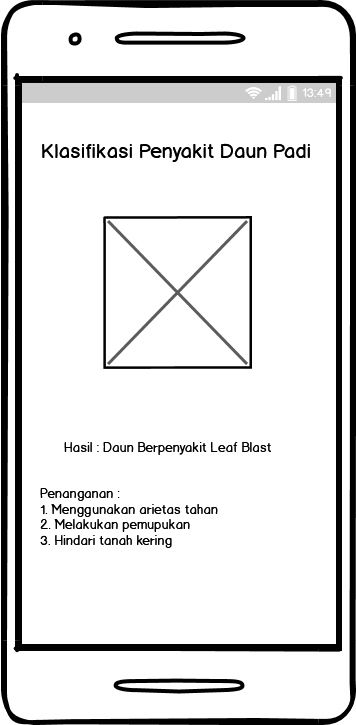 13:49
Klasifikasi Penyakit Daun Padi
Hasil : Daun Berpenyakit Leaf Blast
Penanganan :
1. Menggunakan arietas tahan
2. Melakukan pemupukan
3. Hindari tanah kering